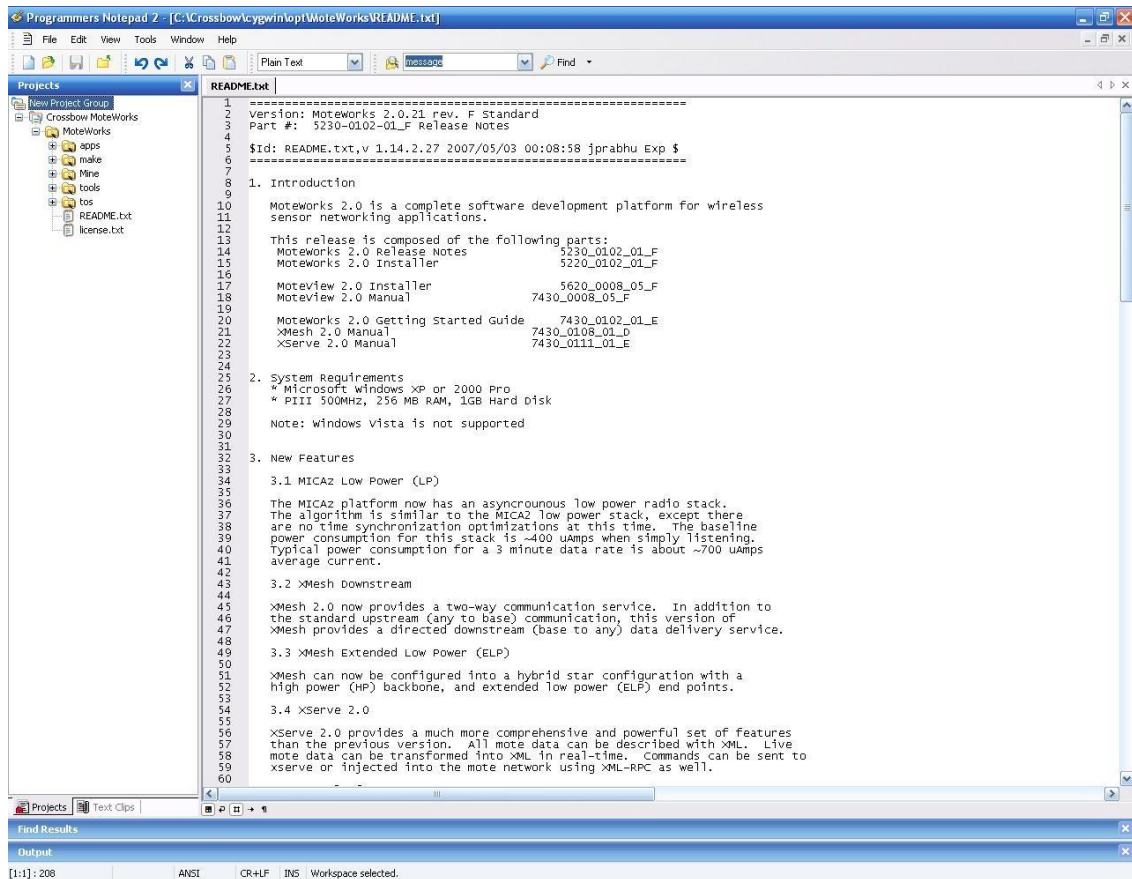 Programmers Notepad 2 - [C:\Crossbow\cygwin\opt\MoteWorks\README.txt]
File Edit View Tools Window Help
Plain Text message Find
Projects
README.txt
New Project Group
Crossbow MoteWorks
MoteWorks
apps
make
Mine
tools
tos
README.txt
license.txt
1 ==============================================================
2 Version: MoteWorks 2.0.21 rev. F Standard
3 Part #: 5230-0102-01_F Release Notes
4
5 $Id: README.txt,v 1.14.2.27 2007/05/03 00:08:58 jprabhu Exp $
6 ==============================================================
7
8 1. Introduction
9
10 MoteWorks 2.0 is a complete software development platform for wireless
11 sensor networking applications.
12
13 This release is composed of the following parts:
14 MoteWorks 2.0 Release Notes 5230_0102_01_F
15 MoteWorks 2.0 Installer 5220_0102_01_F
16
17 MoteView 2.0 Installer 5620_0008_05_F
18 MoteView 2.0 Manual 7430_0008_05_F
19
20 MoteWorks 2.0 Getting Started Guide 7430_0102_01_E
21 XMesh 2.0 Manual 7430_0108_01_D
22 XServe 2.0 Manual 7430_0111_01_E
23
24
25 2. System Requirements
26 * Microsoft Windows XP or 2000 Pro
27 * PIII 500MHz, 256 MB RAM, 1GB Hard Disk
28
29 Note: Windows Vista is not supported
30
31
32 3. New Features
33
34 3.1 MICAz Low Power (LP)
35
36 The MICAz platform now has an asyncrounous low power radio stack.
37 The algorithm is similar to the MICA2 low power stack, except there
38 are no time synchronization optimizations at this time. The baseline
39 power consumption for this stack is ~400 uAmps when simply listening.
40 Typical power consumption for a 3 minute data rate is about ~700 uAmps
41 average current.
42
43 3.2 XMesh Downstream
44
45 XMesh 2.0 now provides a two-way communication service. In addition to
46 the standard upstream (any to base) communication, this version of
47 XMesh provides a directed downstream (base to any) data delivery service.
48
49 3.3 XMesh Extended Low Power (ELP)
50
51 XMesh can now be configured into a hybrid star configuration with a
52 high power (HP) backbone, and extended low power (ELP) end points.
53
54 3.4 XServe 2.0
55
56 XServe 2.0 provides a much more comprehensive and powerful set of features
57 than the previous version. All mote data can be described with XML. Live
58 mote data can be transformed into XML in real-time. Commands can be sent to
59 xserve or injected into the mote network using XML-RPC as well.
60
Projects Text Clips
Find Results
Output
[1:1] : 208 ANSI CR+LF INS Workspace selected.